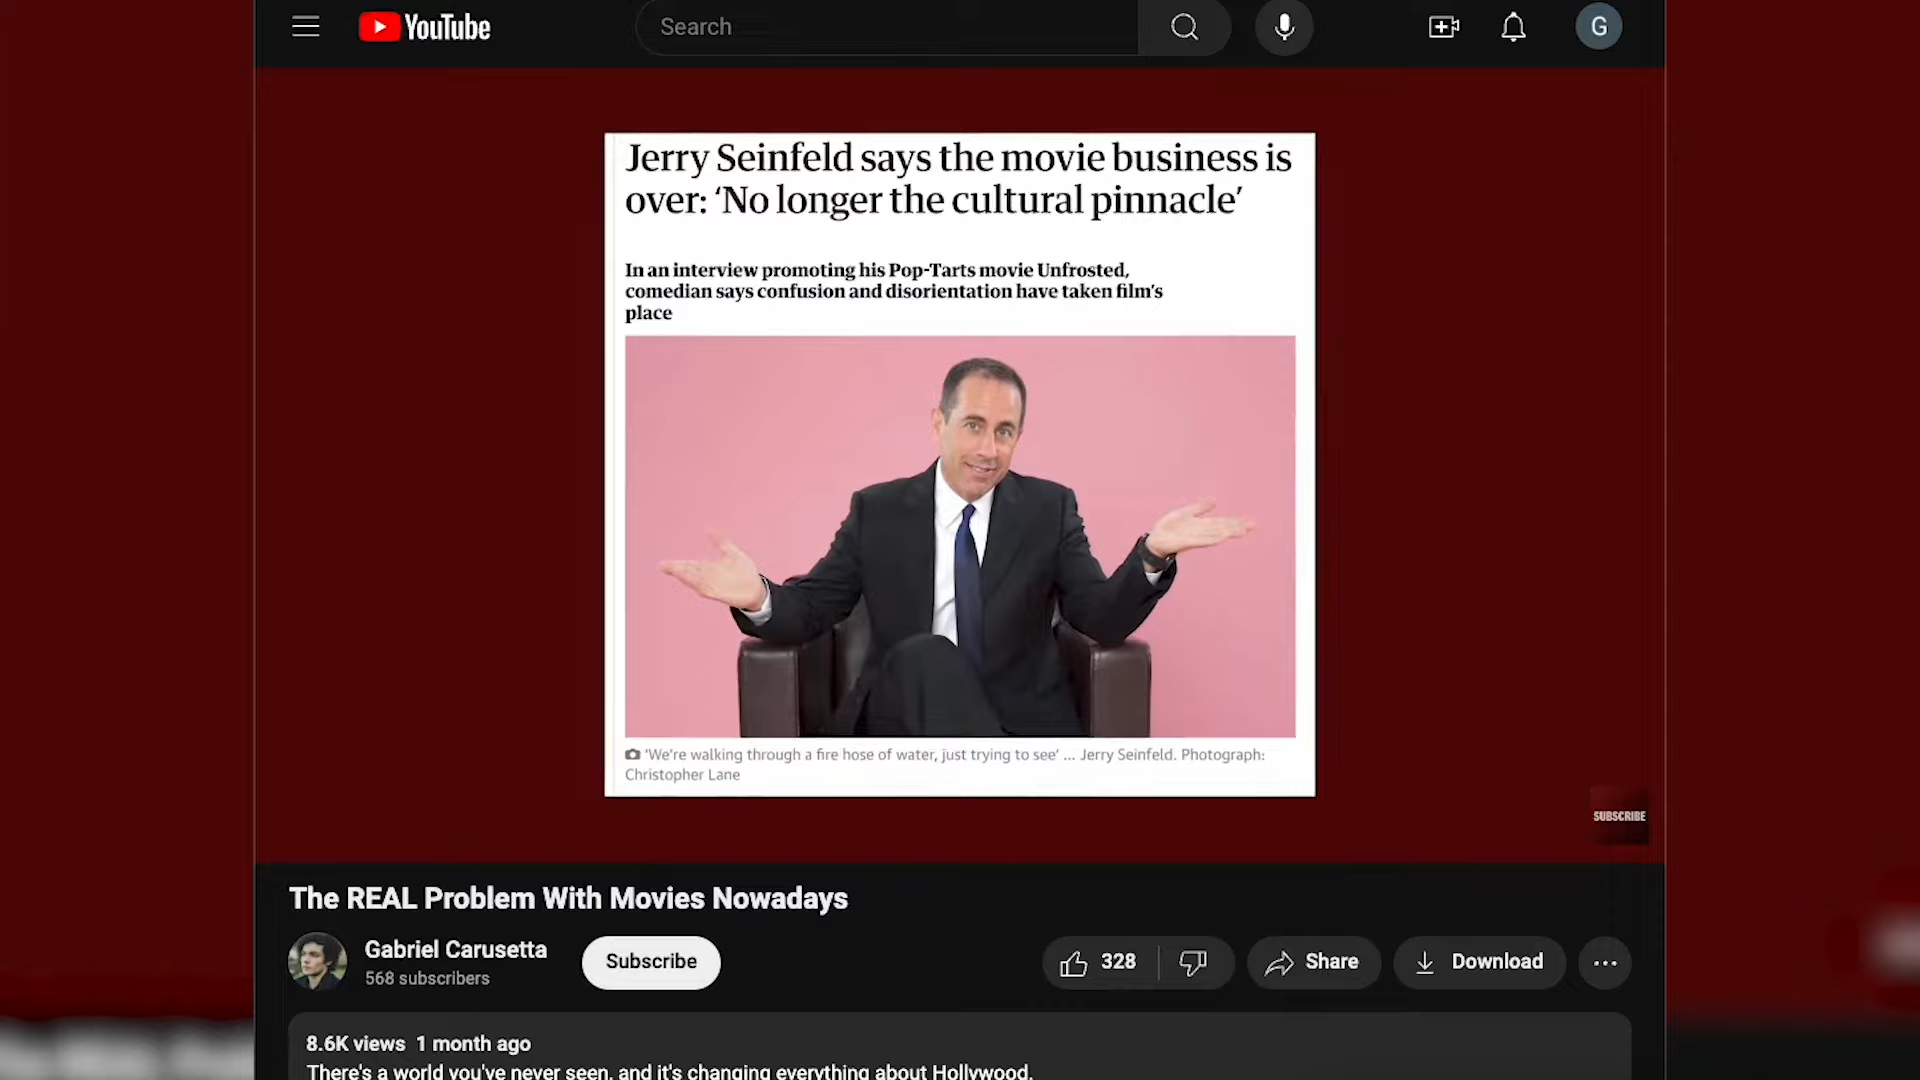 YouTube
Search
G
Jerry Seinfeld says the movie business is
over: ‘No longer the cultural pinnacle’
In an interview promoting his Pop-Tarts movie Unfrosted,
comedian says confusion and disorientation have taken film’s
place
‘We’re walking through a fire hose of water, just trying to see’ ... Jerry Seinfeld. Photograph:
Christopher Lane
SUBSCRIBE
The REAL Problem With Movies Nowadays
Gabriel Carusetta
568 subscribers
Subscribe
328
Share
Download
8.6K views 1 month ago
There's a world you've never seen, and it's changing everything about Hollywood.